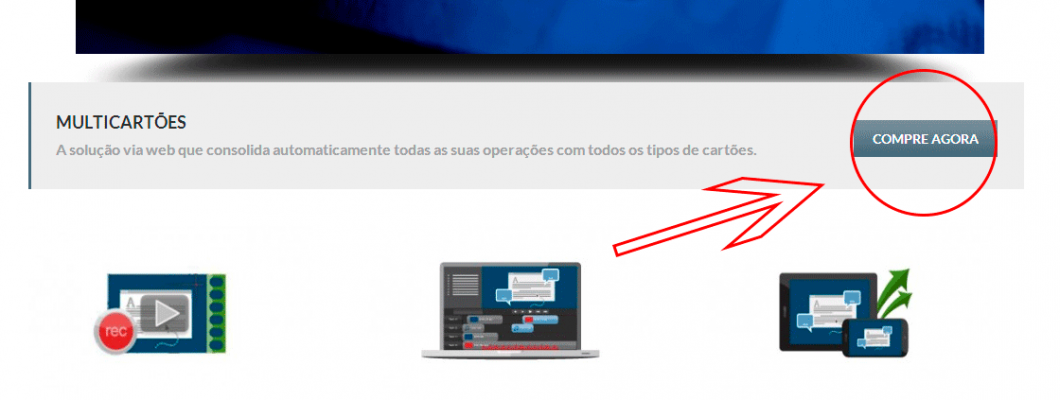 MULTICARTÕES
A solução via web que consolida automaticamente todas as suas operações com todos os tipos de cartões.
COMPRE AGORA
rec